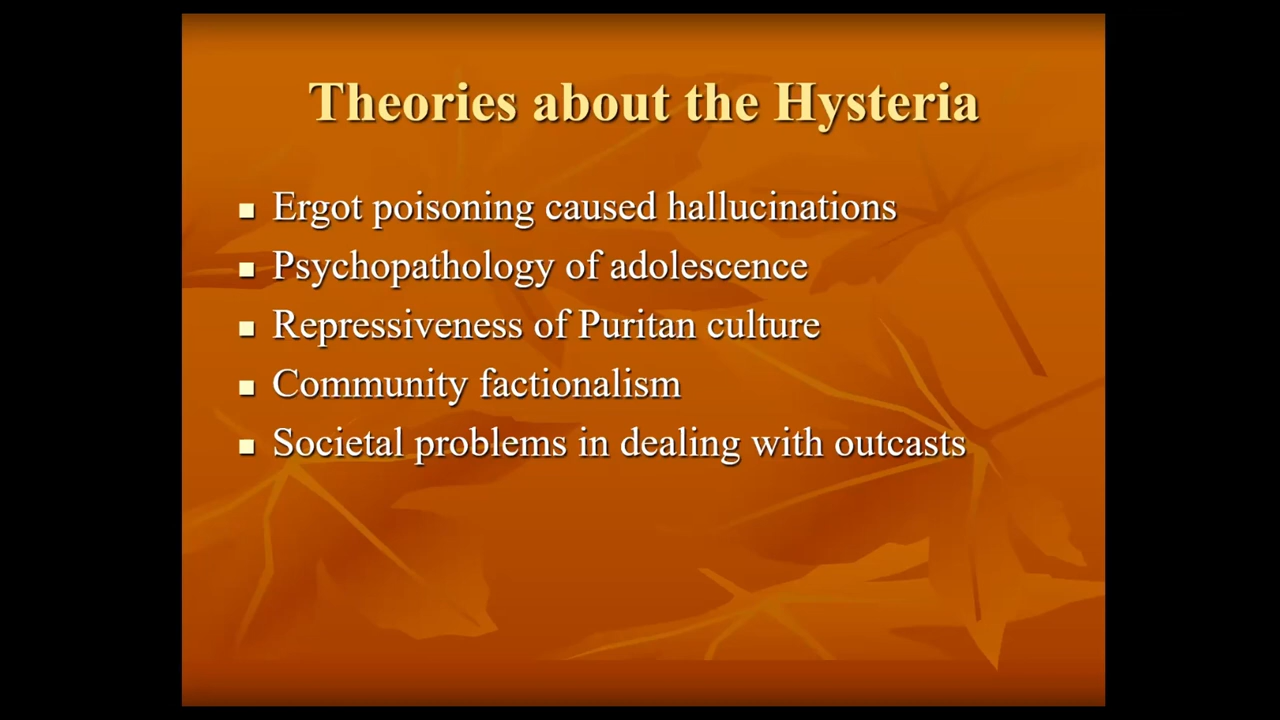 Theories about the Hysteria
Ergot poisoning caused hallucinations
Psychopathology of adolescence
Repressiveness of Puritan culture
Community factionalism
Societal problems in dealing with outcasts